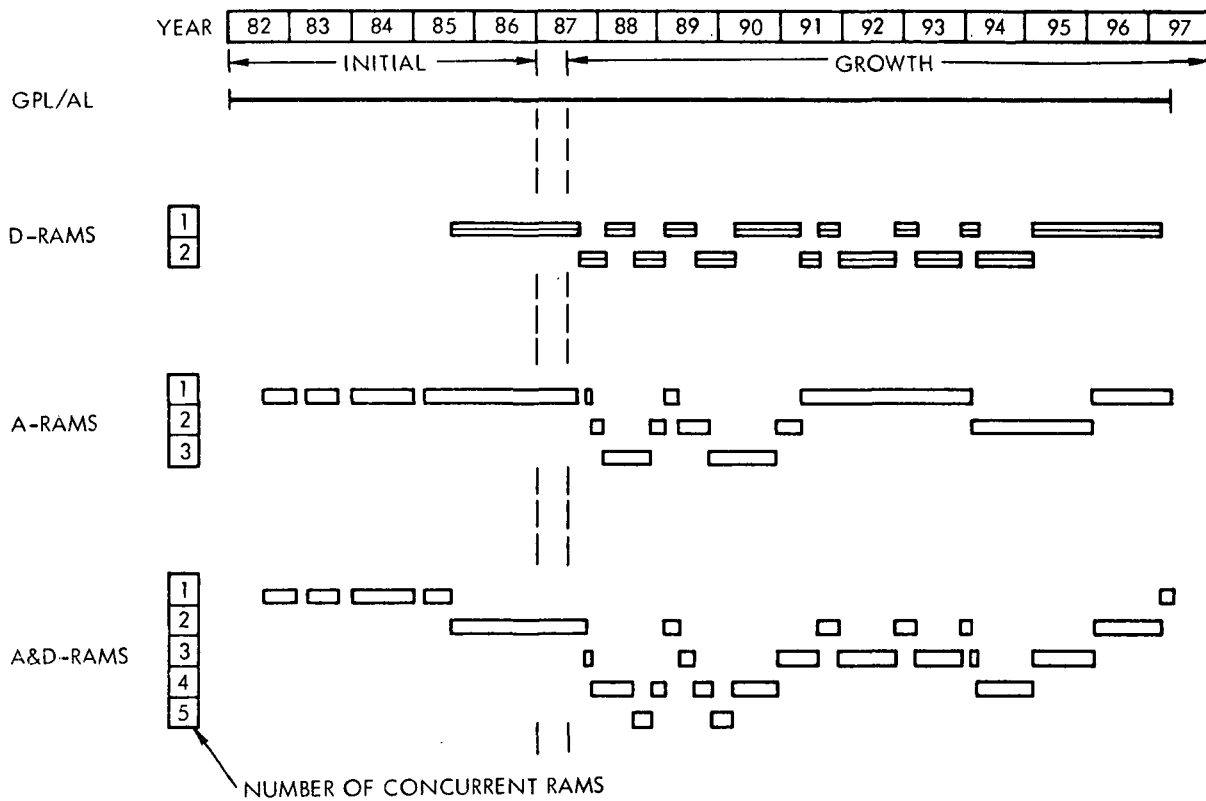 YEAR 82 83 84 85 86 87 88 89 90 91 92 93 94 95 96 97
INITIAL GROWTH
GPL/AL
D-RAMS
1
2
A-RAMS
1
2
3
A&D-RAMS
1
2
3
4
5
NUMBER OF CONCURRENT RAMS